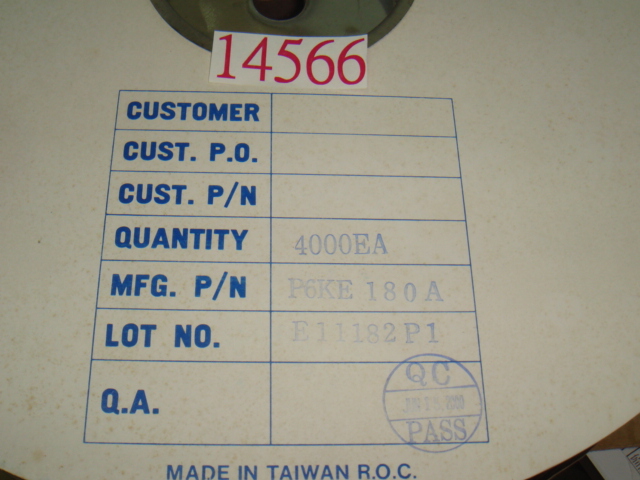 14566
CUSTOMER
CUST. P.O.
CUST. P/N
QUANTITY 4000EA
MFG. P/N P6KE 180 A
LOT NO. E11182P1
Q.A.
QC
PASS
MADE IN TAIWAN R.O.C.